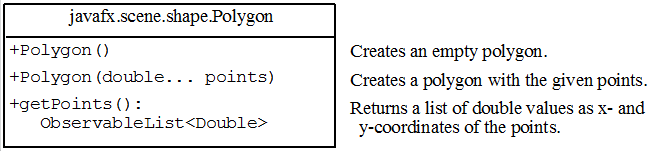 javafx.scene.shape.Polygon
+Polygon()
Creates an empty polygon.
+Polygon(double... points)
Creates a polygon with the given points.
+getPoints():
Returns a list of double values as x- and
ObservableList<Double>
y-coordinates of the points.